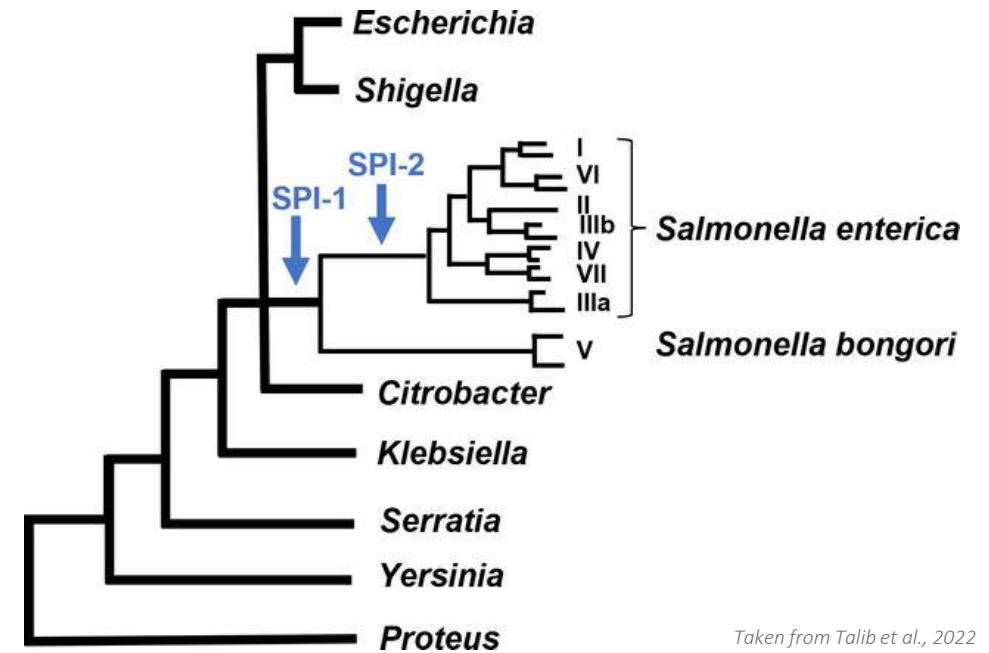 Escherichia
Shigella
SPI-2
SPI-1
I
VI
II
IIIb
IV
VII
IIIa
Salmonella enterica
V
Salmonella bongori
Citrobacter
Klebsiella
Serratia
Yersinia
Proteus
Taken from Talib et al., 2022